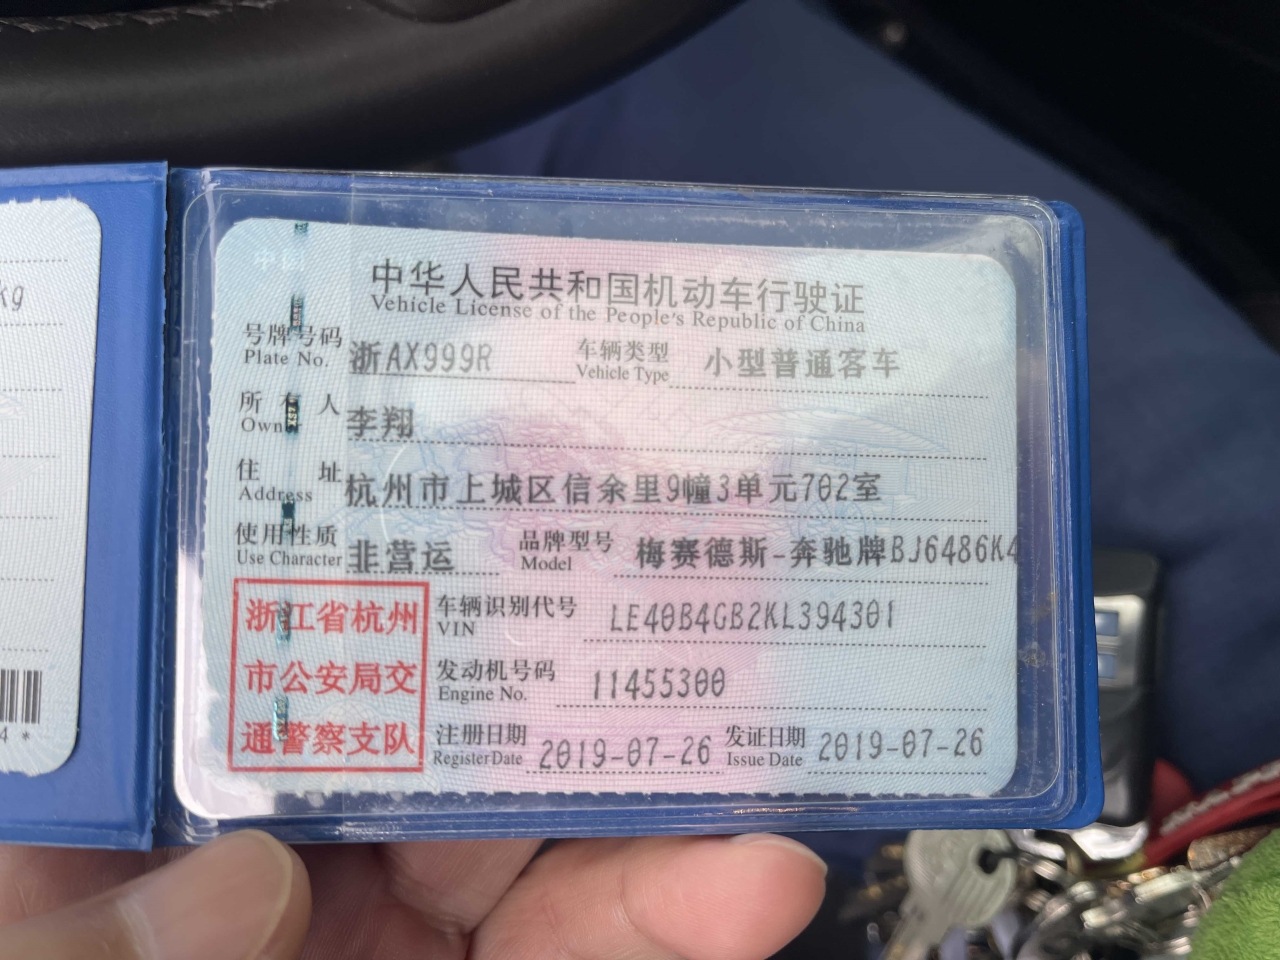 kg
4 *
中华人民共和国机动车行驶证
Vehicle License of the People's Republic of China
号牌号码 浙AX999R 车辆类型 小型普通客车
Plate No. Vehicle Type
所有人 李翔
Owner
住址 杭州市上城区信余里9幢3单元702室
Address
使用性质 非营运 品牌型号 梅赛德斯-奔驰牌BJ6486K4
Use Character Model
浙江省杭州
市公安局交
通警察支队
车辆识别代号 LE40B4GB2KL394301
VIN
发动机号码 11455300
Engine No.
注册日期 2019-07-26 发证日期 2019-07-26
Register Date Issue Date